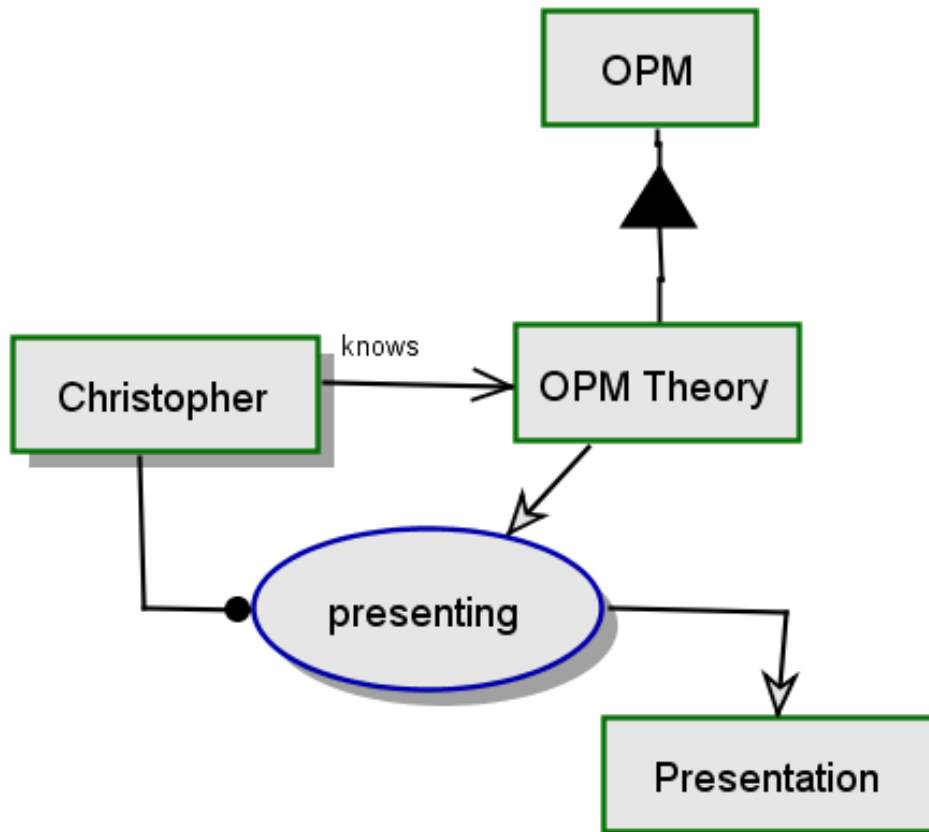 OPM
knows
Christopher
OPM Theory
presenting
Presentation